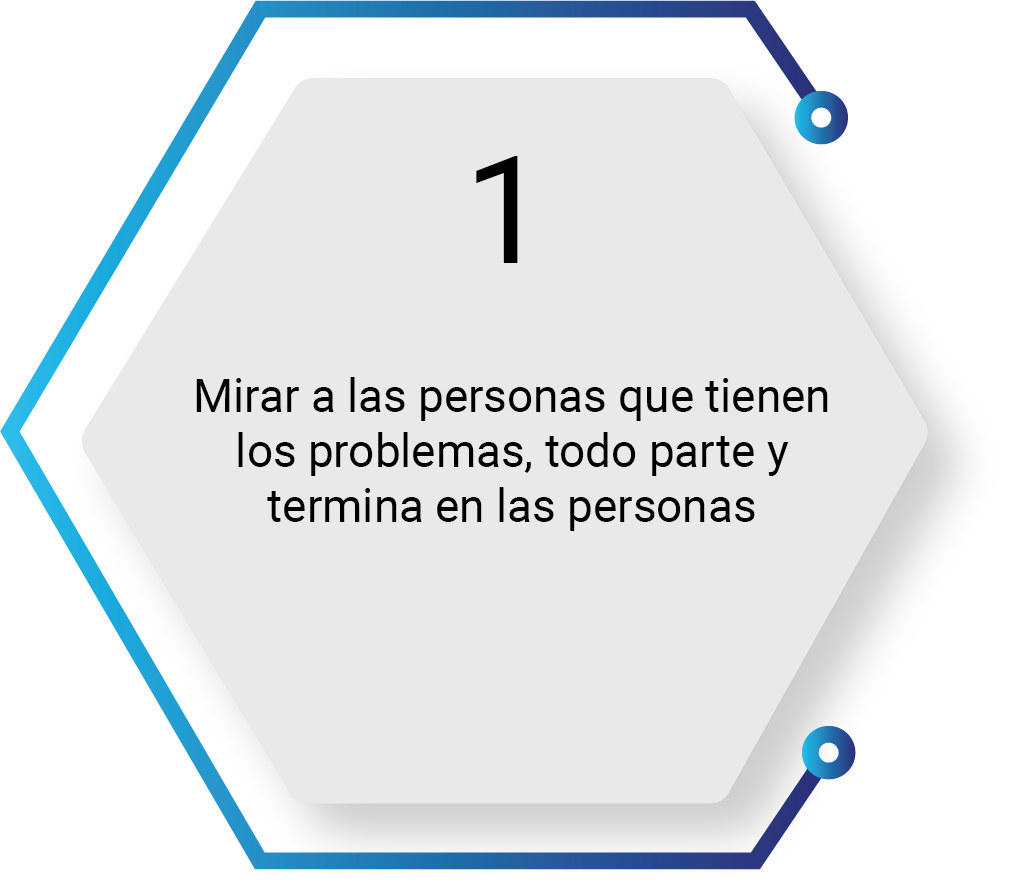 1
Mirar a las personas que tienen
los problemas, todo parte y
termina en las personas